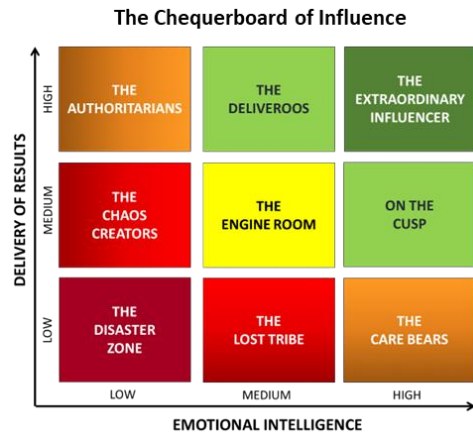 The Chequerboard of Influence
DELIVERY OF RESULTS
HIGH
THE
AUTHORITARIANS
THE
DELIVEROOS
THE
EXTRAORDINARY
INFLUENCER
MEDIUM
THE
CHAOS
CREATORS
THE
ENGINE ROOM
ON THE
CUSP
LOW
THE
DISASTER
ZONE
THE
LOST TRIBE
THE
CARE BEARS
LOW
MEDIUM
HIGH
EMOTIONAL INTELLIGENCE